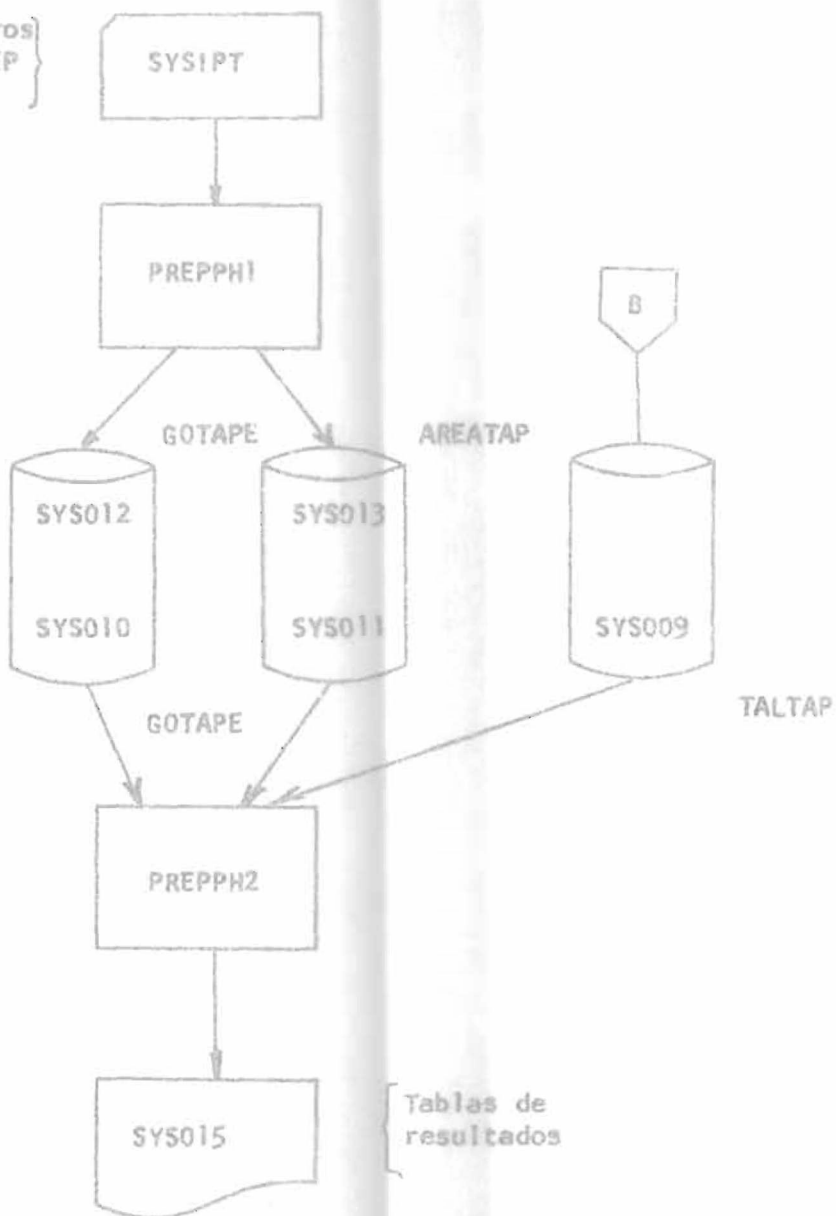 SYSIPT
PREPPH1
B
GOTAPE
AREATAP
SYS012
SYS013
SYS010
SYS011
SYS009
GOTAPE
TALTAP
PREPPH2
SYS015
Tablas de
resultados